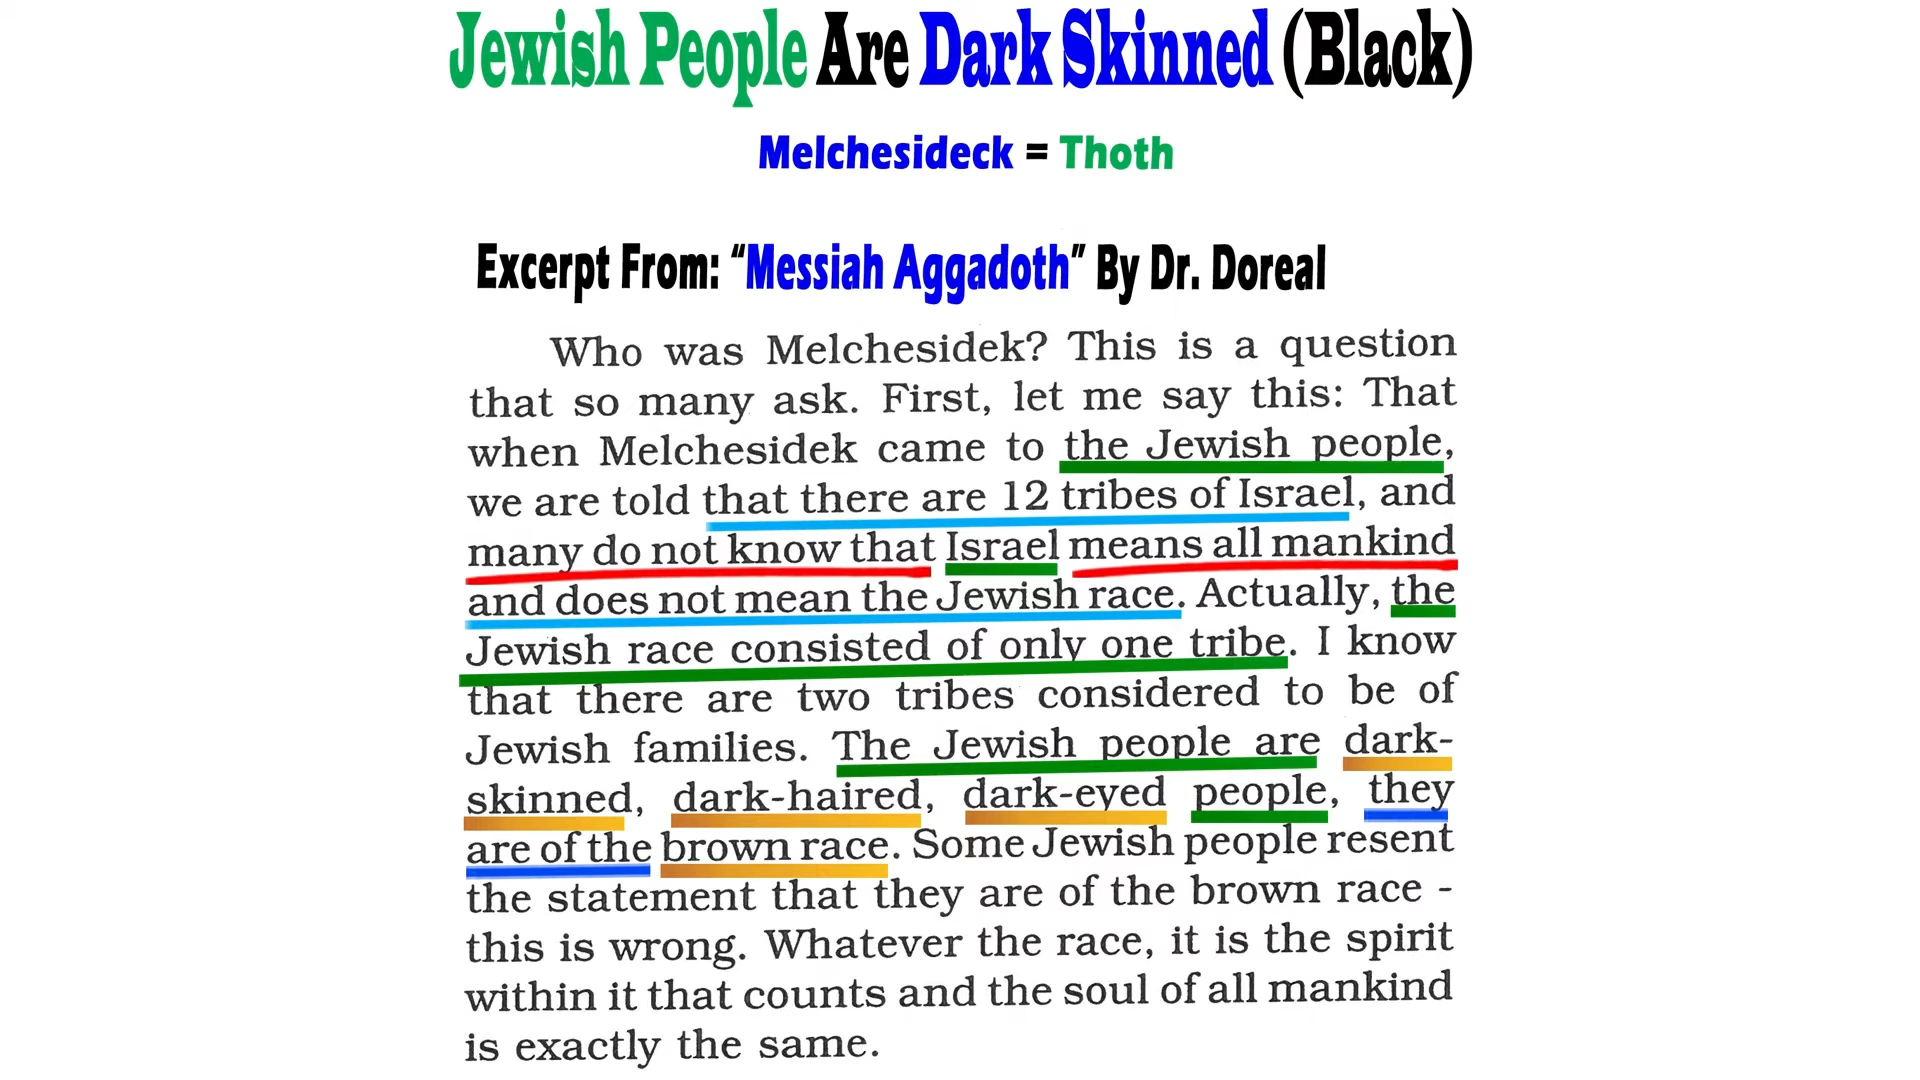 Jewish People Are Dark Skinned (Black)
Melchesideck = Thoth
Excerpt From: "Messiah Aggadoth" By Dr. Doreal
Who was Melchesidek? This is a question
that so many ask. First, let me say this: That
when Melchesidek came to the Jewish people,
we are told that there are 12 tribes of Israel, and
many do not know that Israel means all mankind
and does not mean the Jewish race. Actually, the
Jewish race consisted of only one tribe. I know
that there are two tribes considered to be of
Jewish families. The Jewish people are dark-
skinned, dark-haired, dark-eyed people, they
are of the brown race. Some Jewish people resent
the statement that they are of the brown race -
this is wrong. Whatever the race, it is the spirit
within it that counts and the soul of all mankind
is exactly the same.